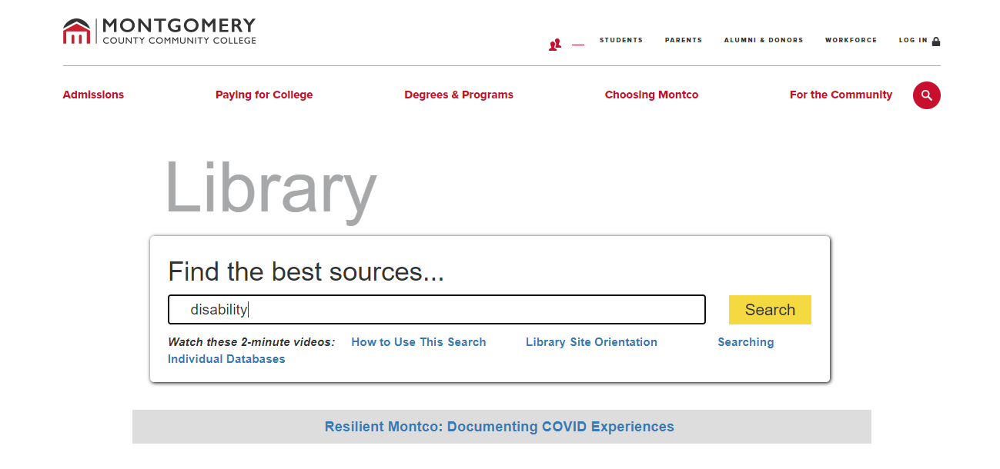 MONTGOMERY
COUNTY COMMUNITY COLLEGE
STUDENTS PARENTS ALUMNI & DONORS WORKFORCE LOG IN
Admissions Paying for College Degrees & Programs Choosing Montco For the Community
Library
Find the best sources...
disability Search
Watch these 2-minute videos: How to Use This Search Library Site Orientation Searching
Individual Databases
Resilient Montco: Documenting COVID Experiences